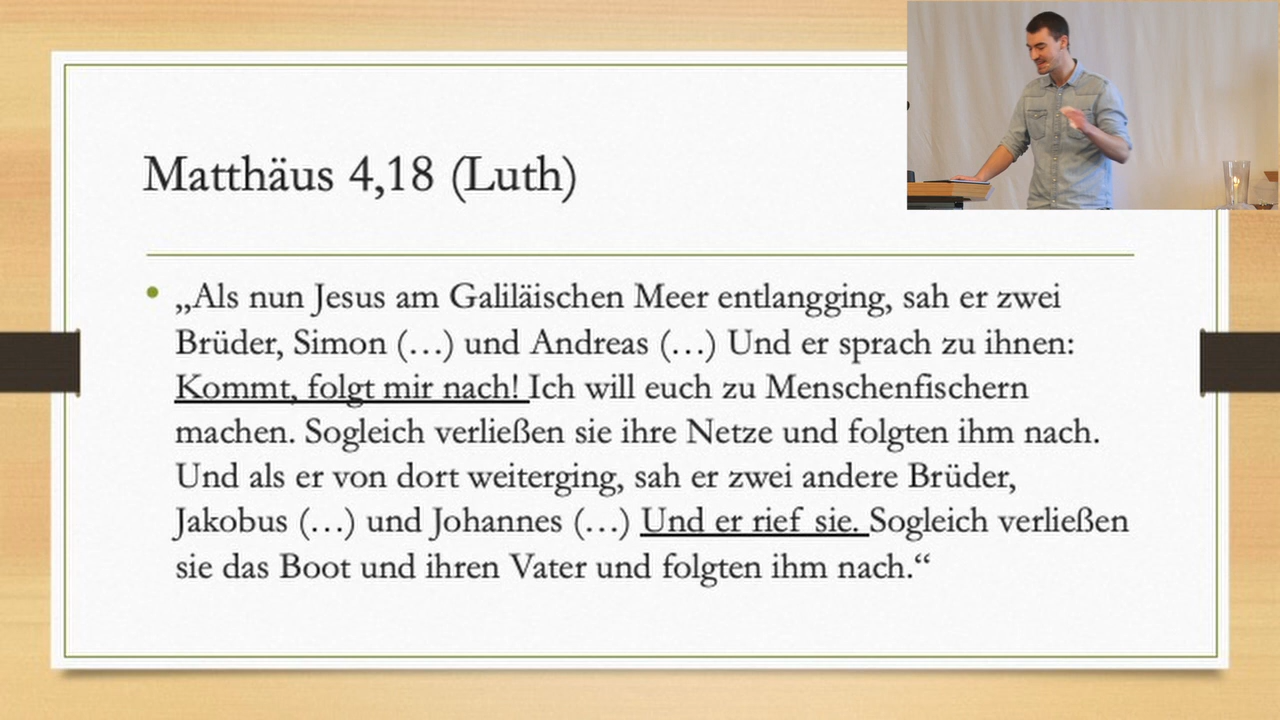 Matthäus 4,18 (Luth)
• „Als nun Jesus am Galiläischen Meer entlangging, sah er zwei
Brüder, Simon (…) und Andreas (…) Und er sprach zu ihnen:
Kommt, folgt mir nach! Ich will euch zu Menschenfischern
machen. Sogleich verließen sie ihre Netze und folgten ihm nach.
Und als er von dort weiterging, sah er zwei andere Brüder,
Jakobus (…) und Johannes (…) Und er rief sie. Sogleich verließen
sie das Boot und ihren Vater und folgten ihm nach.“